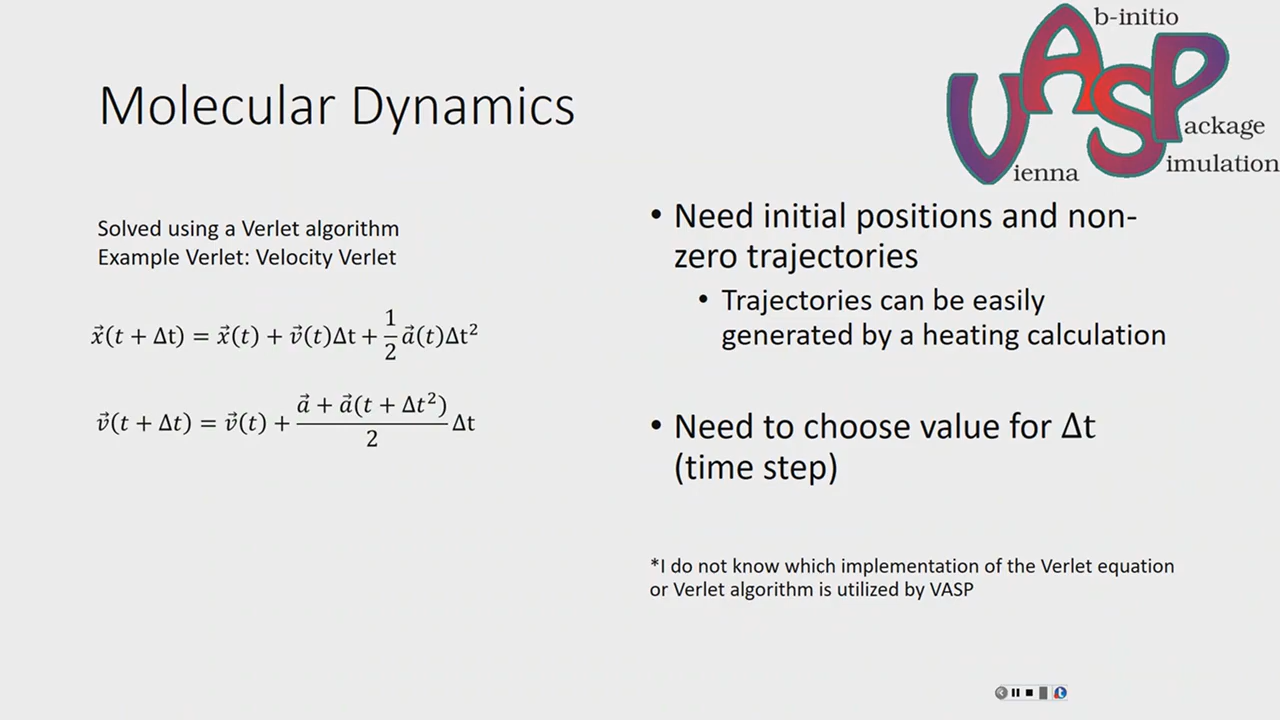 b-initio
VASP
ackage
imulation
ienna
Molecular Dynamics
Solved using a Verlet algorithm
Example Verlet: Velocity Verlet
x⃗(t + Δt) = x⃗(t) + v⃗(t)Δt + 1/2 a⃗(t)Δt²
v⃗(t + Δt) = v⃗(t) + (a⃗ + a⃗(t + Δt²))/2 Δt
• Need initial positions and non-
zero trajectories
• Trajectories can be easily
generated by a heating calculation
• Need to choose value for Δt
(time step)
*I do not know which implementation of the Verlet equation
or Verlet algorithm is utilized by VASP